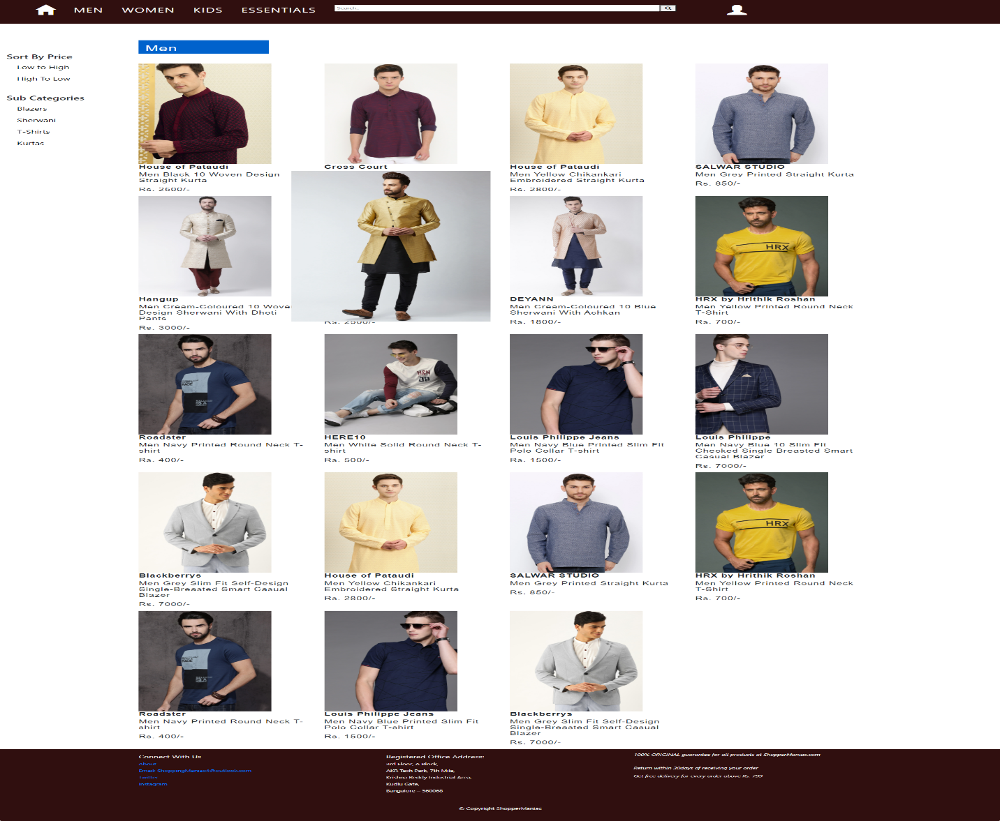 MEN WOMEN KIDS ESSENTIALS Search..
Men
Sort By Price
Low to High
High To Low
Sub Categories
Blazers
Sherwani
T-Shirts
Kurtas
House of Pataudi
Men Black 10 Woven Design
Straight Kurta
Rs. 2500/-
Cross Court
House of Pataudi
Men Yellow Chikankari
Embroidered Straight Kurta
Rs. 2800/-
SALWAR STUDIO
Men Grey Printed Straight Kurta
Rs. 850/-
HRX
Hangup
Men Cream-Coloured 10 Wove
Design Sherwani With Dhoti
Pants
Rs. 3000/-
Rs. 2500/-
DEYANN
Men Cream-Coloured 10 Blue
Sherwani With Achkan
Rs. 1800/-
HRX by Hrithik Roshan
Men Yellow Printed Round Neck
T-Shirt
Rs. 700/-
Roadster
Men Navy Printed Round Neck T-
shirt
Rs. 400/-
H&N
HERE10
Men White Solid Round Neck T-
shirt
Rs. 500/-
Louis Philippe Jeans
Men Navy Blue Printed Slim Fit
Polo Collar T-shirt
Rs. 1500/-
Louis Philippe
Men Navy Blue 10 Slim Fit
Checked Single Breasted Smart
Casual Blazer
Rs. 7000/-
Blackberrys
Men Grey Slim Fit Self-Design
Single-Breasted Smart Casual
Blazer
Rs. 7000/-
House of Pataudi
Men Yellow Chikankari
Embroidered Straight Kurta
Rs. 2800/-
SALWAR STUDIO
Men Grey Printed Straight Kurta
Rs. 850/-
HRX
HRX by Hrithik Roshan
Men Yellow Printed Round Neck
T-Shirt
Rs. 700/-
Roadster
Men Navy Printed Round Neck T-
shirt
Rs. 400/-
Louis Philippe Jeans
Men Navy Blue Printed Slim Fit
Polo Collar T-shirt
Rs. 1500/-
Blackberrys
Men Grey Slim Fit Self-Design
Single-Breasted Smart Casual
Blazer
Rs. 7000/-
Connect With Us
About
Email: ShoppingManiac4@outlook.com
Twitter
Instagram
Registered Office Address:
3rd Floor, A Block,
AKR Tech Park, 7th Mile,
Krishna Reddy Industrial Area,
Kudlu Gate,
Bangalore – 560068
100% ORIGINAL guarantee for all products at ShopperManiac.com
Return within 30days of receiving your order
Get free delivery for every order above Rs. 799
© Copyright ShopperManiac